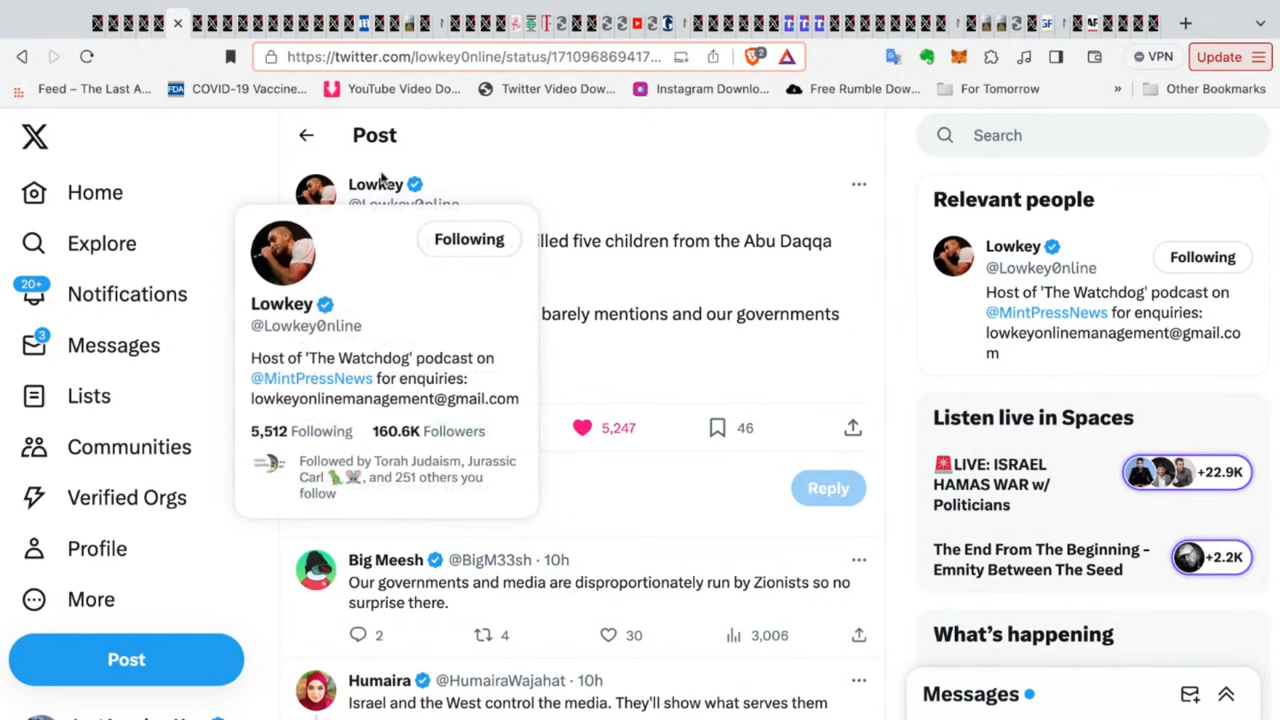 VPN
Update
https://twitter.com/lowkey0nline/status/171096869417...
2
Feed – The Last A...
COVID-19 Vaccine...
YouTube Video Do...
Twitter Video Dow...
Instagram Downlo...
Free Rumble Dow...
For Tomorrow
»
Other Bookmarks
Home
Explore
20+
Notifications
3
Messages
Lists
Communities
Verified Orgs
Profile
More
Post
Post
Lowkey
@Lowkey0nline
illed five children from the Abu Daqqa
barely mentions and our governments
Following
Lowkey
@Lowkey0nline
Host of 'The Watchdog' podcast on
@MintPressNews for enquiries:
lowkeyonlinemanagement@gmail.com
5,512 Following 160.6K Followers
Followed by Torah Judaism, Jurassic
Carl 🦖🐭, and 251 others you
follow
5,247
46
Reply
Big Meesh @BigM33sh · 10h
Our governments and media are disproportionately run by Zionists so no
surprise there.
2 4 30 3,006
Humaira @HumairaWajahat · 10h
Israel and the West control the media. They'll show what serves them
Search
Relevant people
Lowkey
@Lowkey0nline
Following
Host of 'The Watchdog' podcast on
@MintPressNews for enquiries:
lowkeyonlinemanagement@gmail.co
m
Listen live in Spaces
🚨LIVE: ISRAEL
HAMAS WAR w/
Politicians
+22.9K
The End From The Beginning -
Emnity Between The Seed
+2.2K
What's happening
Messages